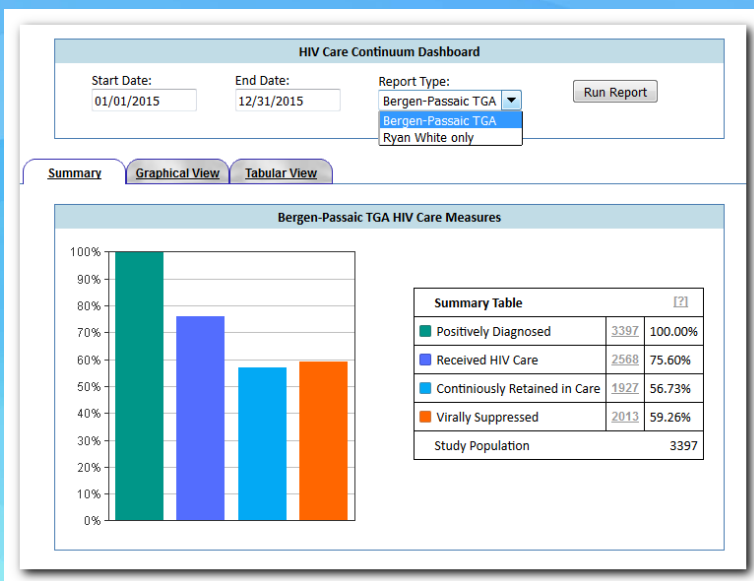 HIV Care Continuum Dashboard
Start Date: End Date: Report Type:
01/01/2015 12/31/2015 Bergen-Passaic TGA Run Report
Bergen-Passaic TGA
Ryan White only
Summary Graphical View Tabular View
Bergen-Passaic TGA HIV Care Measures
100%
90%
80%
70%
60%
50%
40%
30%
20%
10%
0%
Summary Table [?]
Positively Diagnosed 3397 100.00%
Received HIV Care 2568 75.60%
Continiously Retained in Care 1927 56.73%
Virally Suppressed 2013 59.26%
Study Population 3397